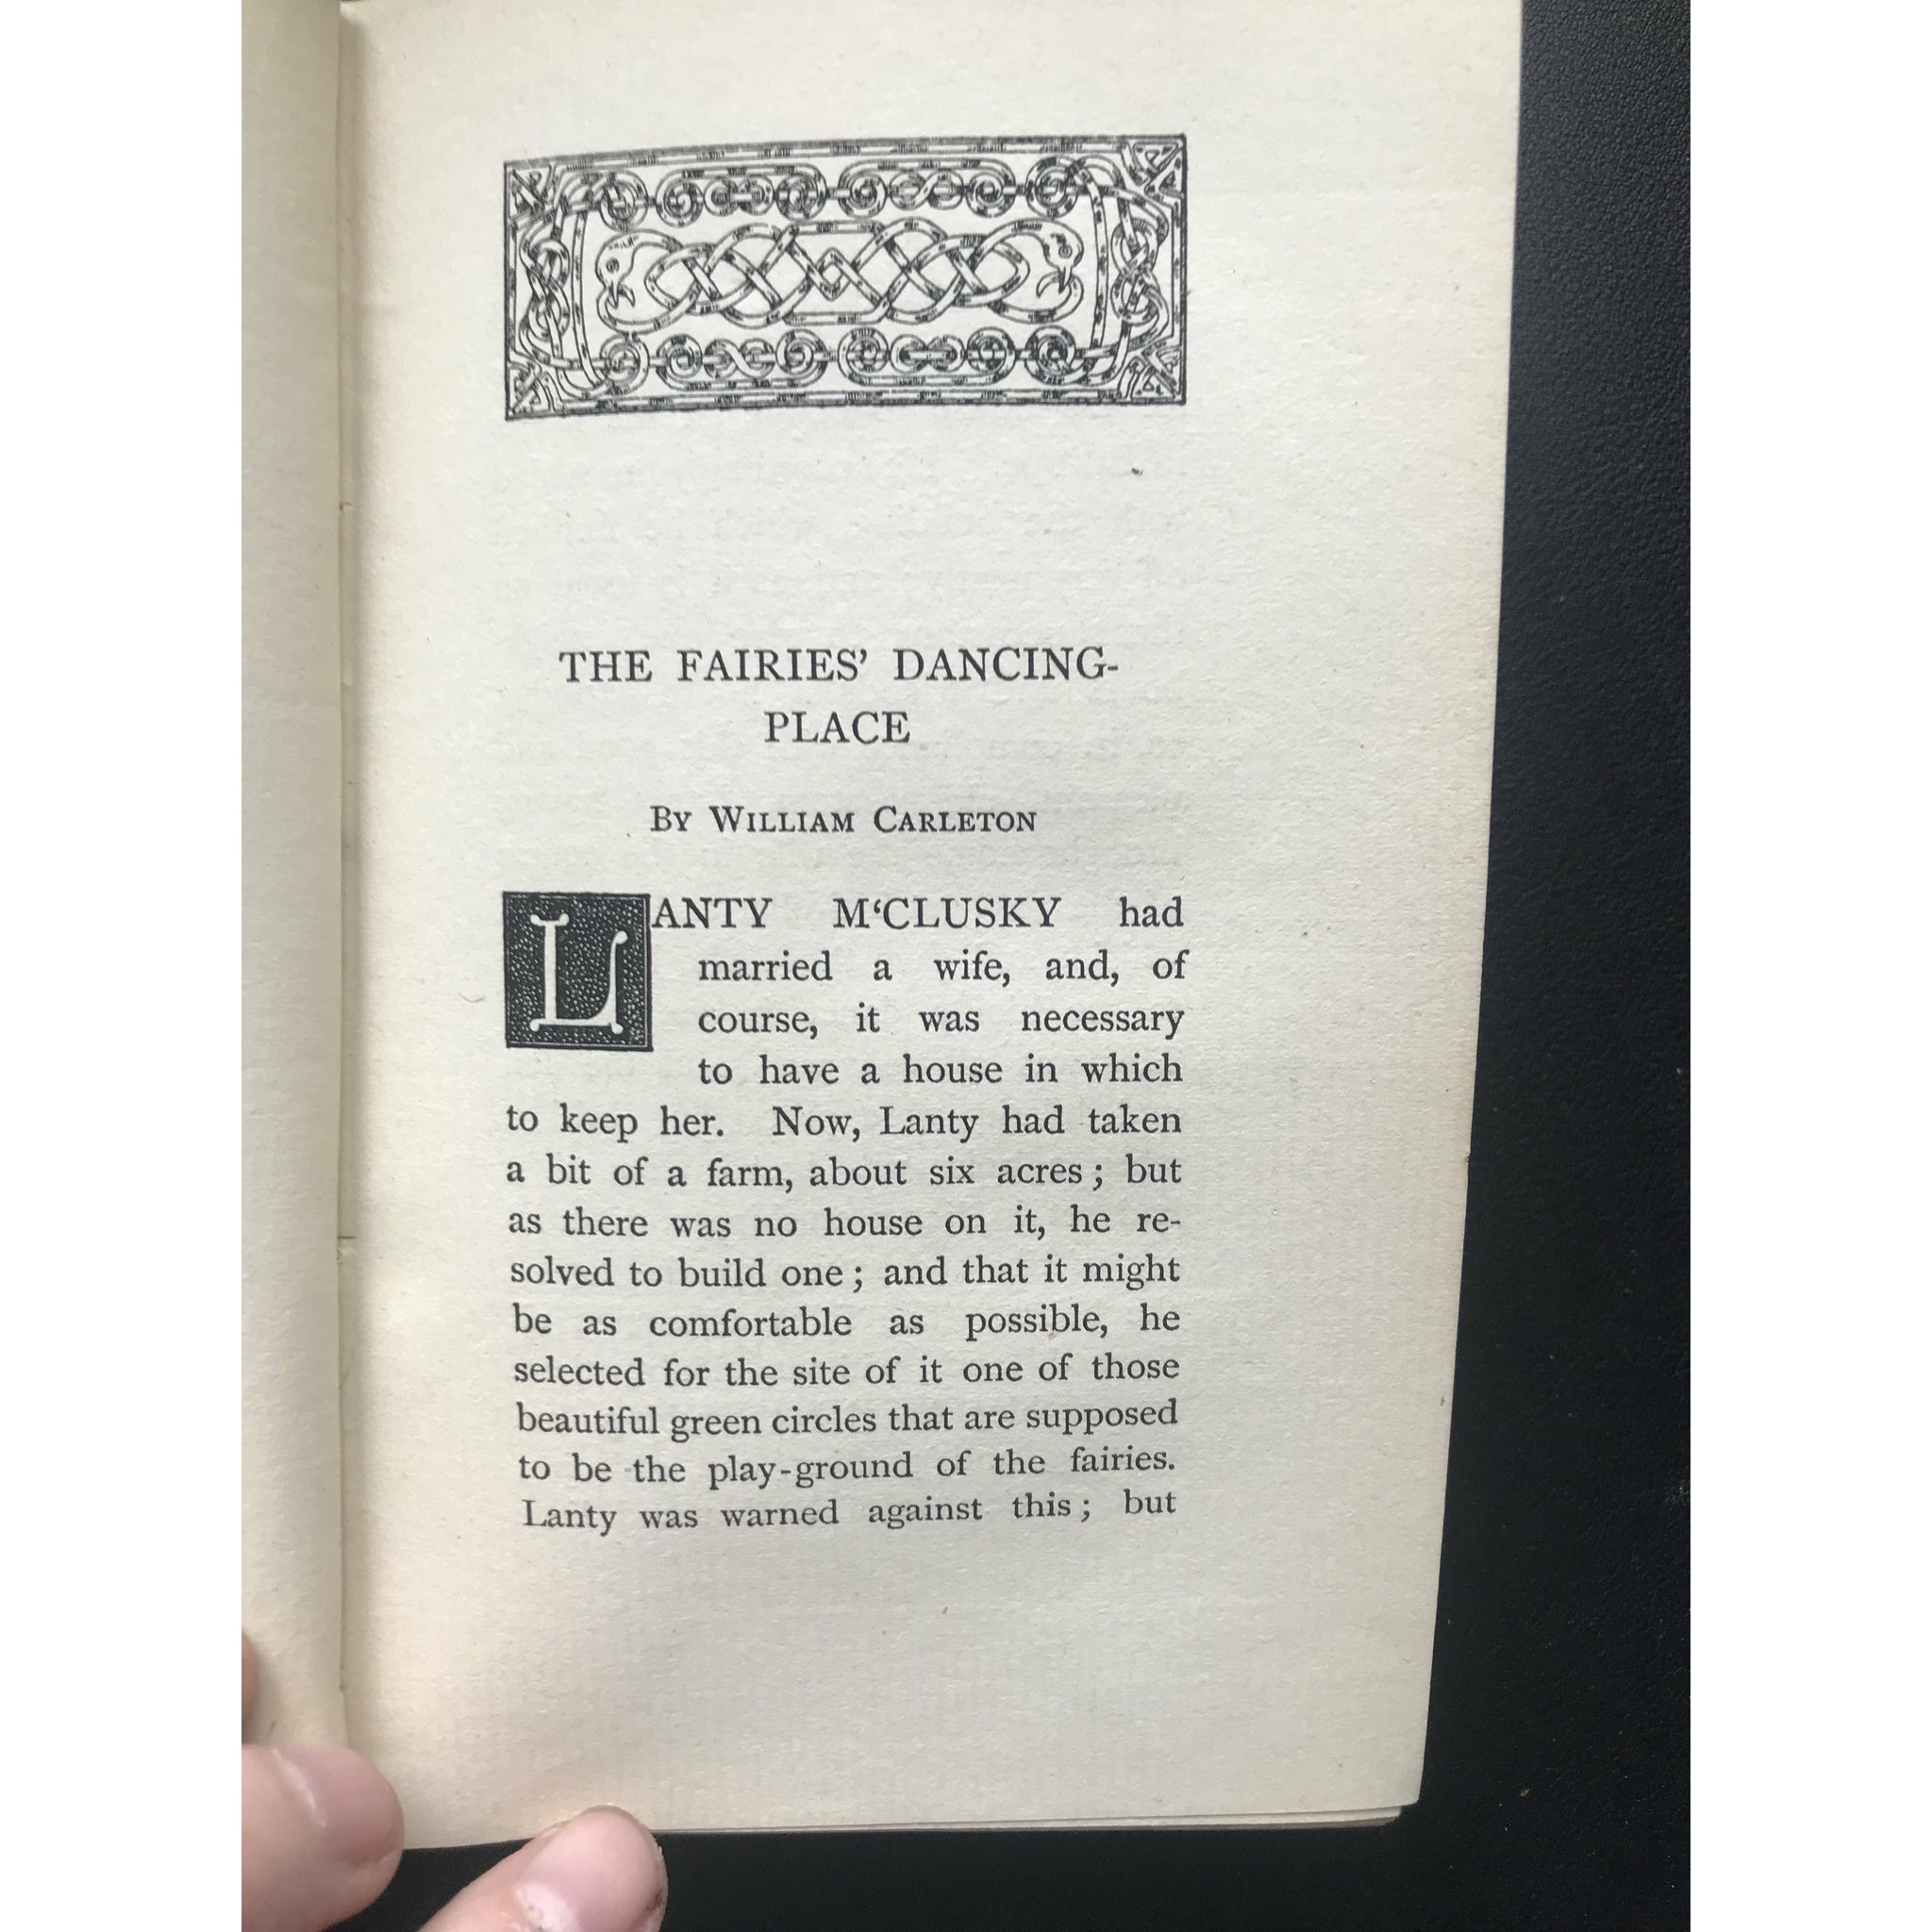 THE FAIRIES’ DANCING-
PLACE
By William Carleton
LANTY M‘CLUSKY had
married a wife, and, of
course, it was necessary
to have a house in which
to keep her. Now, Lanty had taken
a bit of a farm, about six acres ; but
as there was no house on it, he re-
solved to build one ; and that it might
be as comfortable as possible, he
selected for the site of it one of those
beautiful green circles that are supposed
to be the play-ground of the fairies.
Lanty was warned against this ; but